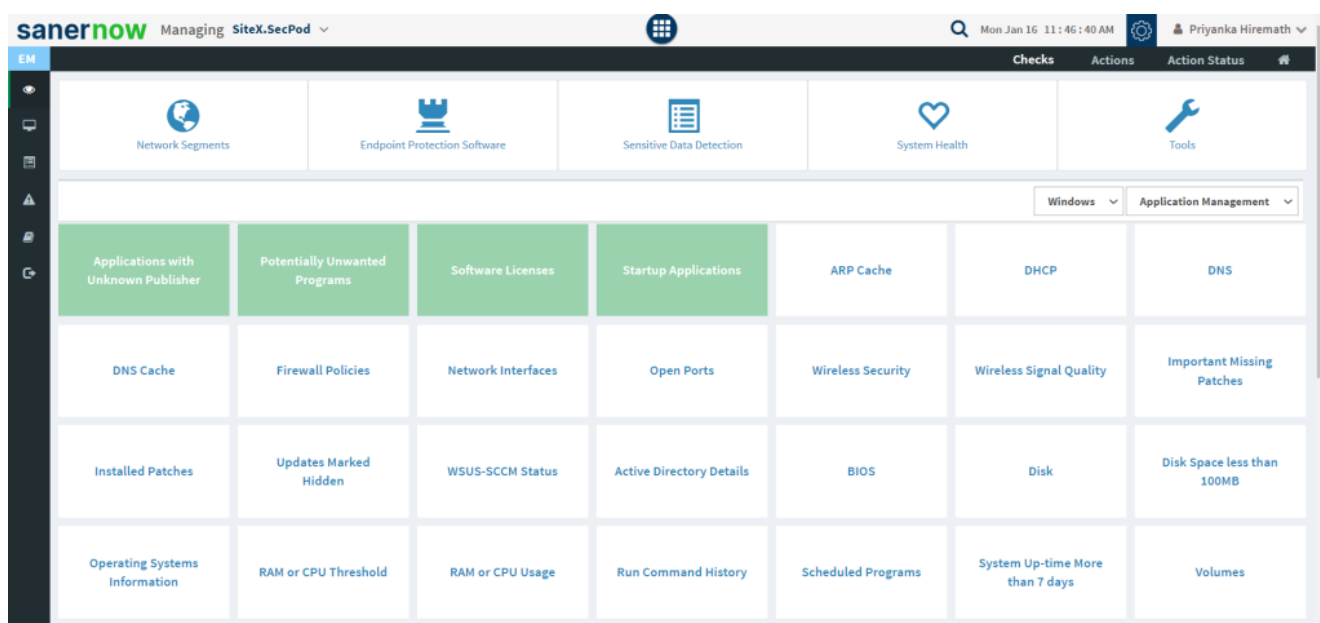 sanernow Managing SiteX.SecPod Mon Jan 16 11:46:40 AM Priyanka Hiremath
EM Checks Actions Action Status
Network Segments Endpoint Protection Software Sensitive Data Detection System Health Tools
Windows Application Management
Applications with
Unknown Publisher
Potentially Unwanted
Programs
Software Licenses
Startup Applications
ARP Cache
DHCP
DNS
DNS Cache
Firewall Policies
Network Interfaces
Open Ports
Wireless Security
Wireless Signal Quality
Important Missing
Patches
Installed Patches
Updates Marked
Hidden
WSUS-SCCM Status
Active Directory Details
BIOS
Disk
Disk Space less than
100MB
Operating Systems
Information
RAM or CPU Threshold
RAM or CPU Usage
Run Command History
Scheduled Programs
System Up-time More
than 7 days
Volumes